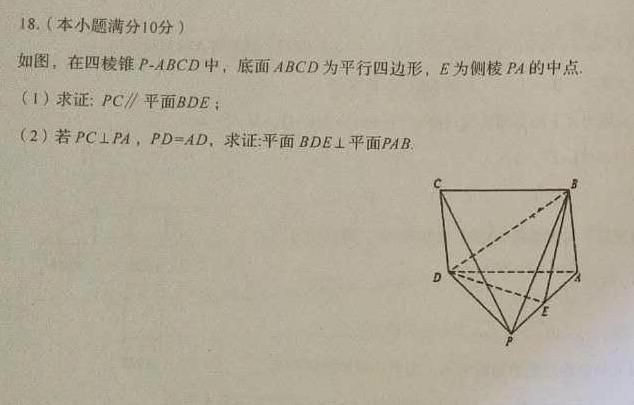 18.（本小题满分10分）
如图，在四棱锥P-ABCD中，底面ABCD为平行四边形，E为侧棱PA的中点.
（1）求证: PC∥平面BDE；
（2）若PC⊥PA，PD=AD，求证:平面BDE⊥平面PAB.
C B
D A
E
P